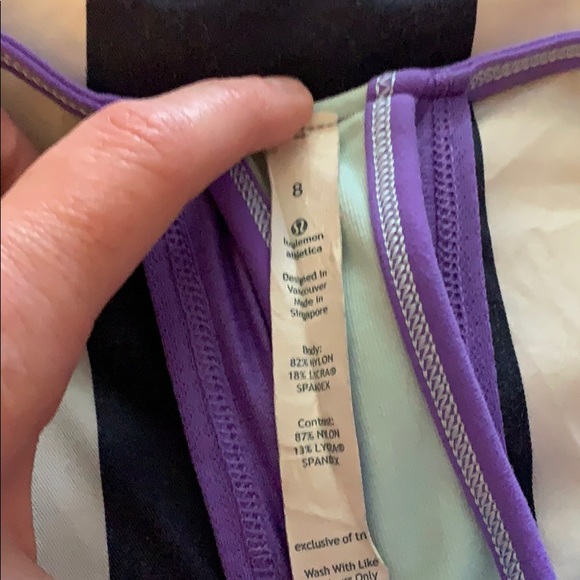 8
lululemon
athletica
Designed in
Vancouver
Made in
Singapore
Body:
82% NYLON
18% LYCRA®
SPANDEX
Contrast:
87% NYLON
13% LYCRA®
SPANDEX
exclusive of tri
Wash With Like
Only